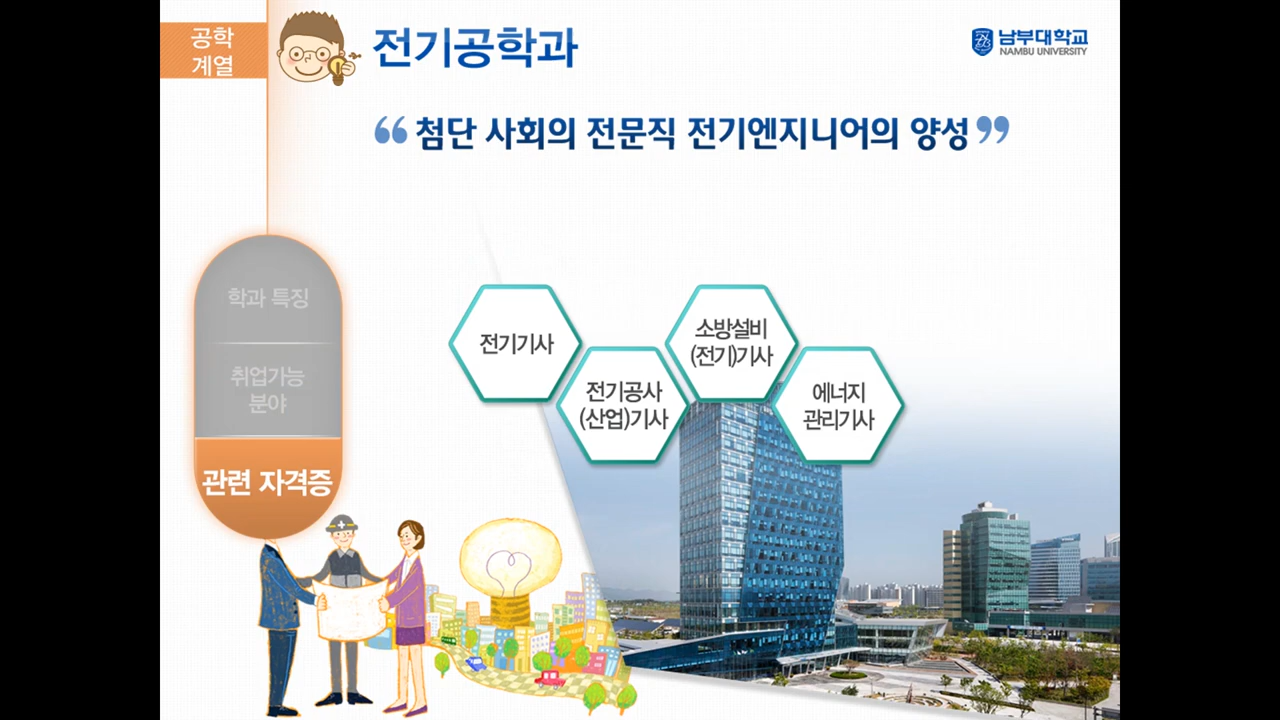 공학
계열
전기공학과
남부대학교
NAMBU UNIVERSITY
“ 첨단 사회의 전문직 전기엔지니어의 양성 ”
학과 특징
취업가능
분야
관련 자격증
전기기사
전기공사
(산업)기사
소방설비
(전기)기사
에너지
관리기사